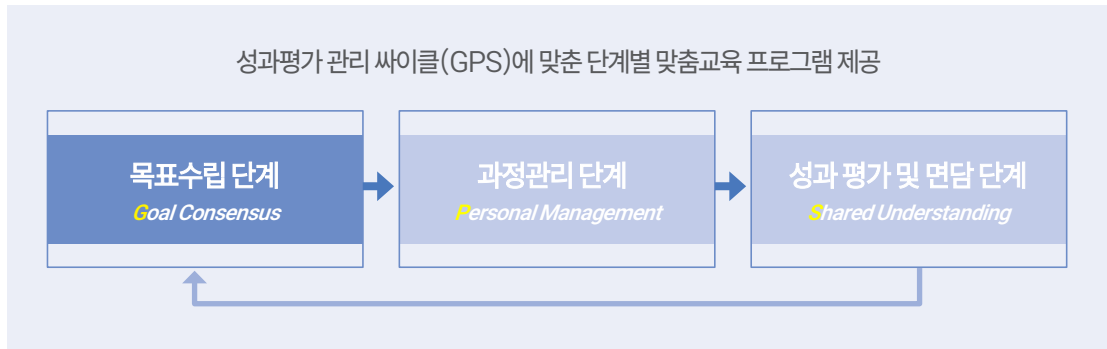 성과평가 관리 싸이클(GPS)에 맞춘 단계별 맞춤교육 프로그램 제공
목표수립 단계
Goal Consensus
과정관리 단계
Personal Management
성과 평가 및 면담 단계
Shared Understanding